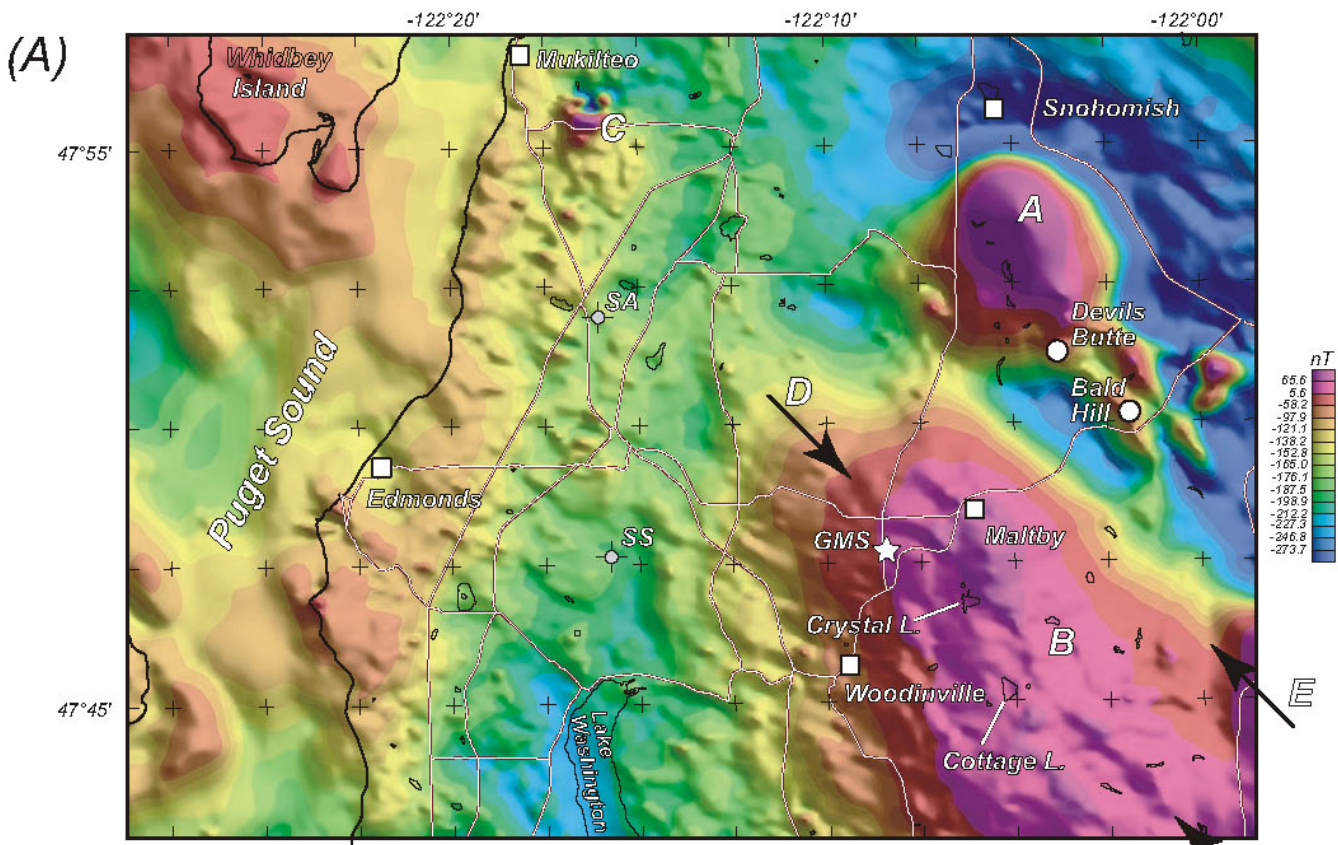 (A)
-122°20'
-122°10'
-122°00'
Whidbey
Island
Mukilteo
Snohomish
C
47°55'
A
SA
Devils
Butte
nT
65.6
5.6
-58.2
-97.9
-121.1
-138.2
-152.8
-165.0
-176.1
-187.5
-198.9
-212.2
-227.3
-246.8
-273.7
D
Bald
Hill
Puget Sound
Edmonds
SS
GMS
Maltby
Crystal L.
B
Woodinville
E
47°45'
Lake
Washington
Cottage L.